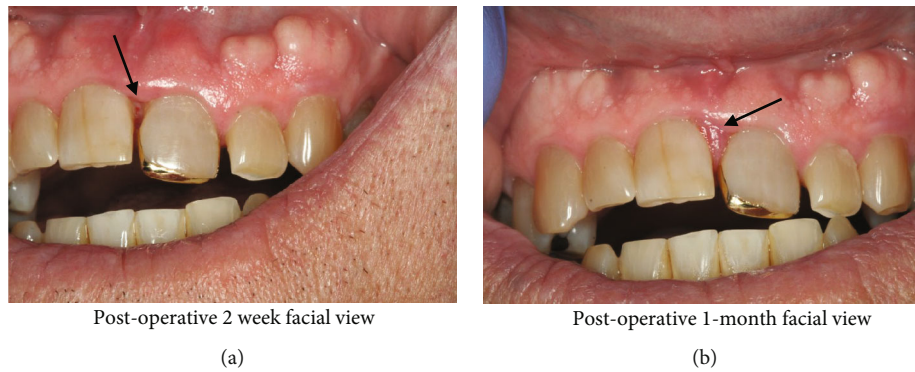 Post-operative 2 week facial view
(a)
Post-operative 1-month facial view
(b)